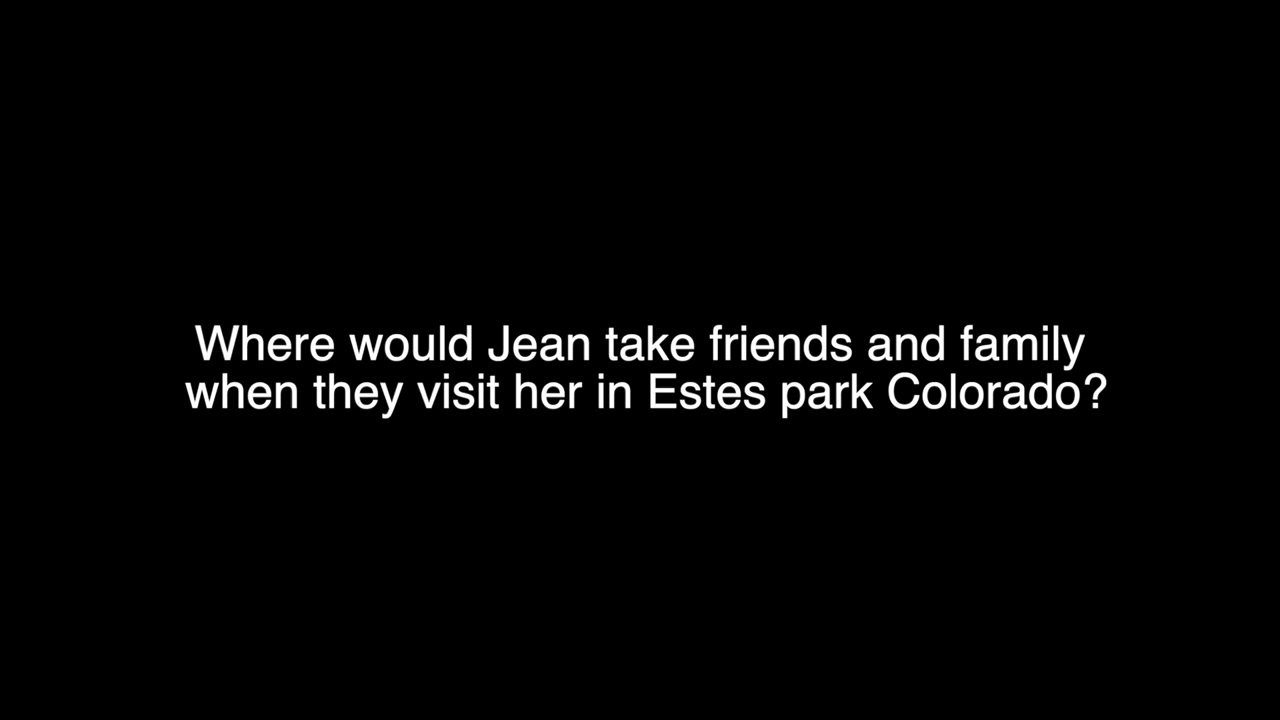 Where would Jean take friends and family
when they visit her in Estes park Colorado?